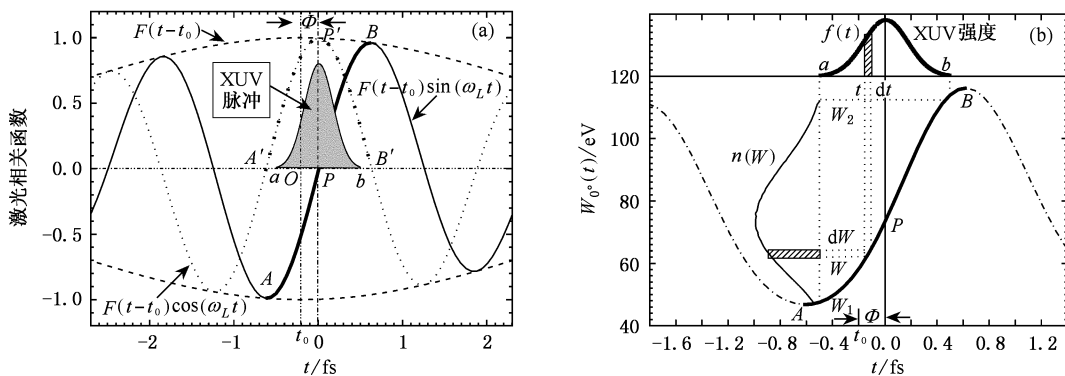 (a)
激光相关函数
1.0
0.5
0.0
-0.5
-1.0
-2
-1
0
1
2
t/fs
t₀
Φ
F(t-t₀)
P′
B
XUV
脉冲
F(t-t₀)sin(ω_L t)
A′
B′
a
O
P
b
A
F(t-t₀)cos(ω_L t)
(b)
f(t)
XUV强度
a
b
t
dt
W₀°(t)/eV
120
100
80
60
40
W₂
B
n(W)
P
dW
W
W₁
A
Φ
t₀
-1.6
-1.2
-0.8
-0.4
0.0
0.4
0.8
1.2
t/fs